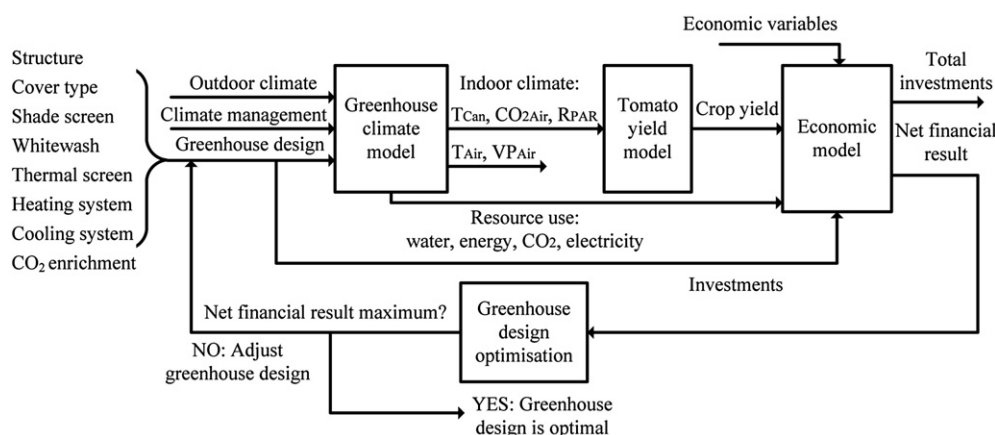 Economic variables
Structure
Cover type
Shade screen
Whitewash
Thermal screen
Heating system
Cooling system
CO₂ enrichment
Outdoor climate
Climate management
Greenhouse design
Greenhouse
climate
model
Indoor climate:
TCan, CO2Air, RPAR
TAir, VPAir
Tomato
yield
model
Crop yield
Economic
model
Total
investments
Net financial
result
Resource use:
water, energy, CO₂, electricity
Investments
Net financial result maximum?
Greenhouse
design
optimisation
NO: Adjust
greenhouse design
YES: Greenhouse
design is optimal